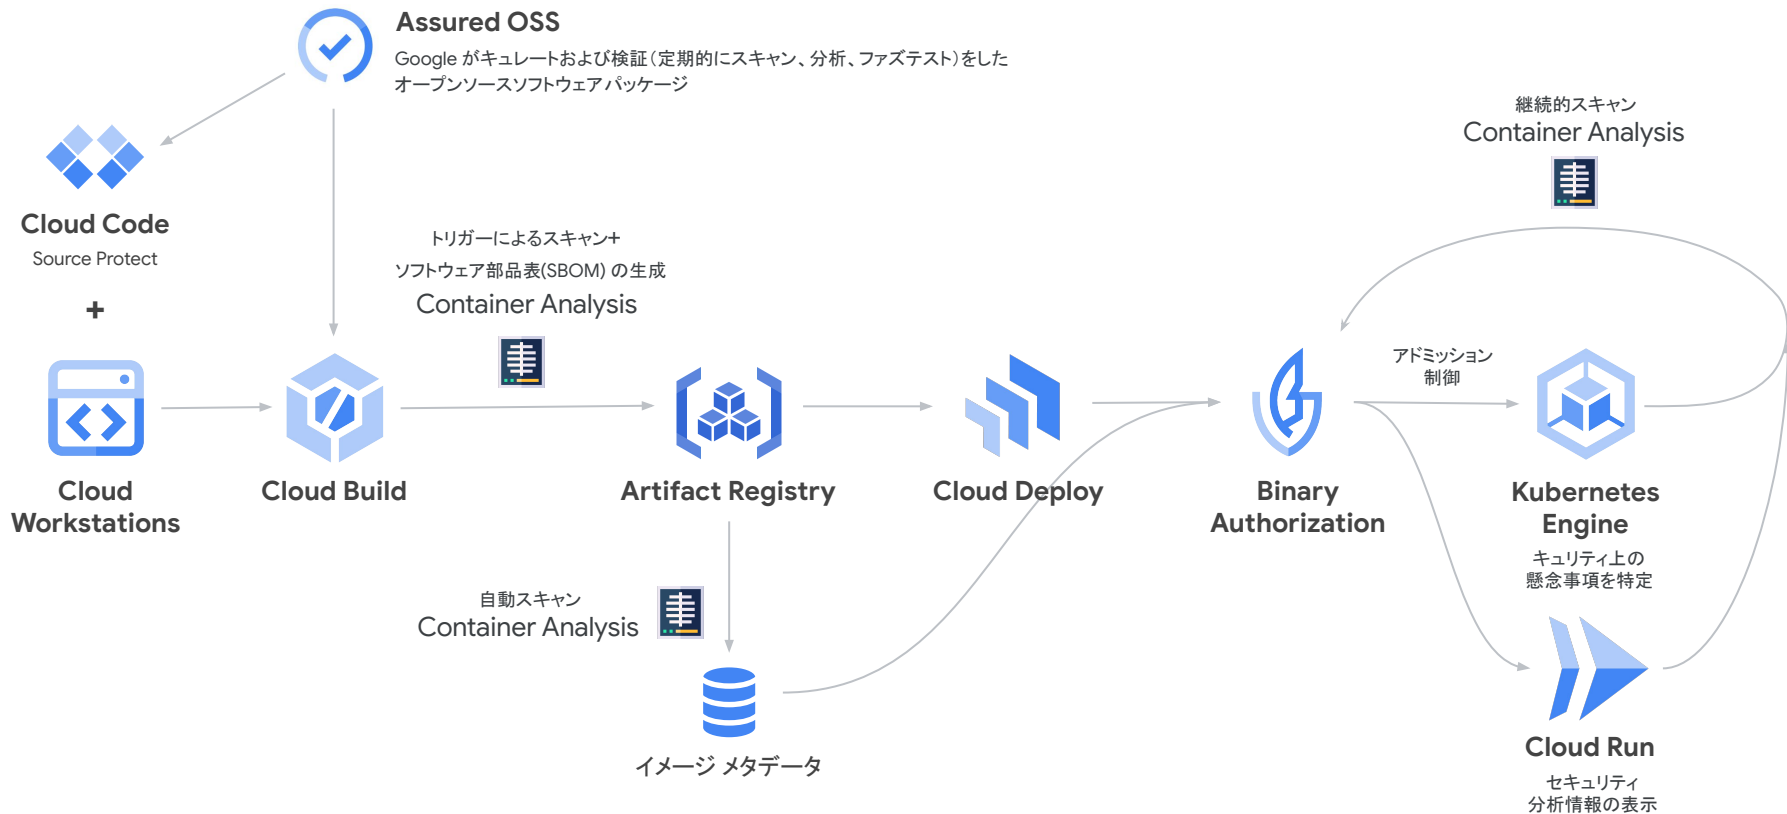 Assured OSS
Google がキュレートおよび検証（定期的にスキャン、分析、ファズテスト）をした
オープンソースソフトウェアパッケージ
Cloud Code
Source Protect
+
Cloud
Workstations
Cloud Build
トリガーによるスキャン+
ソフトウェア部品表(SBOM) の生成
Container Analysis
Artifact Registry
自動スキャン
Container Analysis
イメージ メタデータ
Cloud Deploy
Binary
Authorization
継続的スキャン
Container Analysis
アドミッション
制御
Kubernetes
Engine
キュリティ上の
懸念事項を特定
Cloud Run
セキュリティ
分析情報の表示